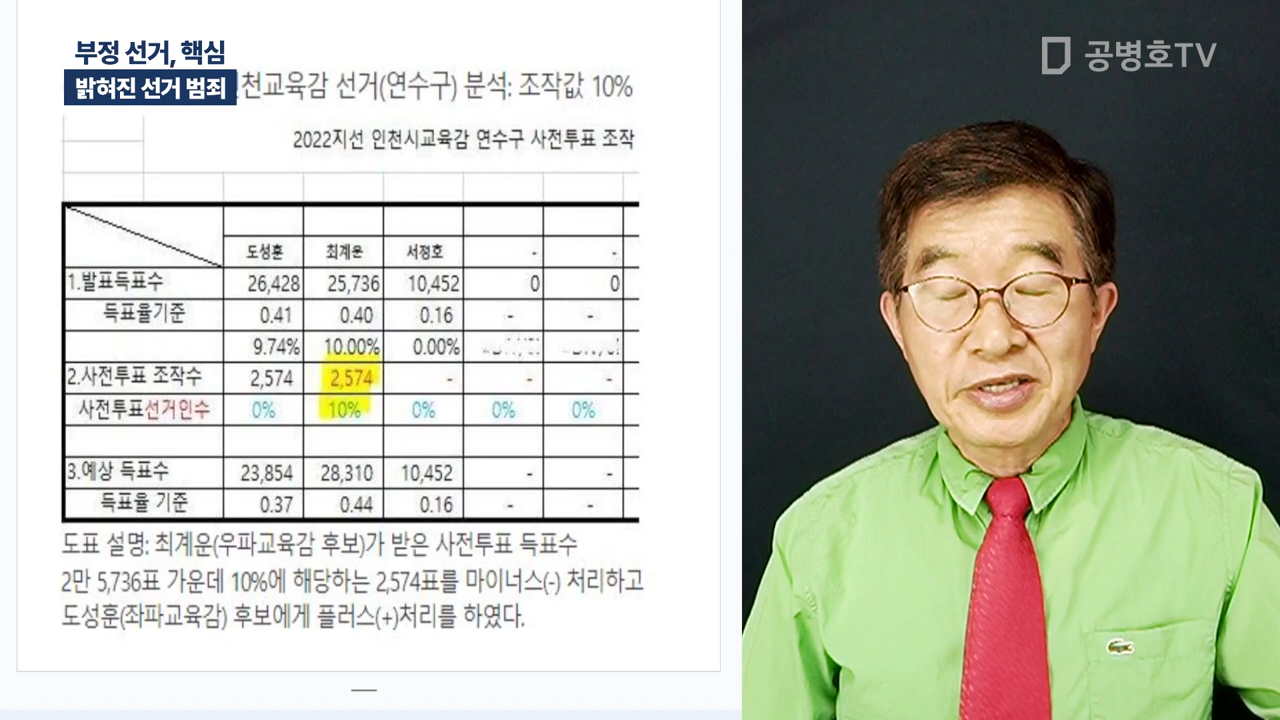 부정 선거, 핵심
밝혀진 선거 범죄
천교육감 선거(연수구) 분석: 조작값 10%
공병호TV
2022지선 인천시교육감 연수구 사전투표 조작
도성훈 최계운 서정호 - -
1.발표득표수 26,428 25,736 10,452 0 0
득표율기준 0.41 0.40 0.16 - -
9.74% 10.00% 0.00%
2.사전투표 조작수 2,574 2,574 - - -
사전투표선거인수 0% 10% 0% 0% 0%
3.예상 득표수 23,854 28,310 10,452 - -
득표율 기준 0.37 0.44 0.16 - -
도표 설명: 최계운(우파교육감 후보)가 받은 사전투표 득표수
2만 5,736표 가운데 10%에 해당하는 2,574표를 마이너스(-) 처리하고
도성훈(좌파교육감) 후보에게 플러스(+)처리를 하였다.